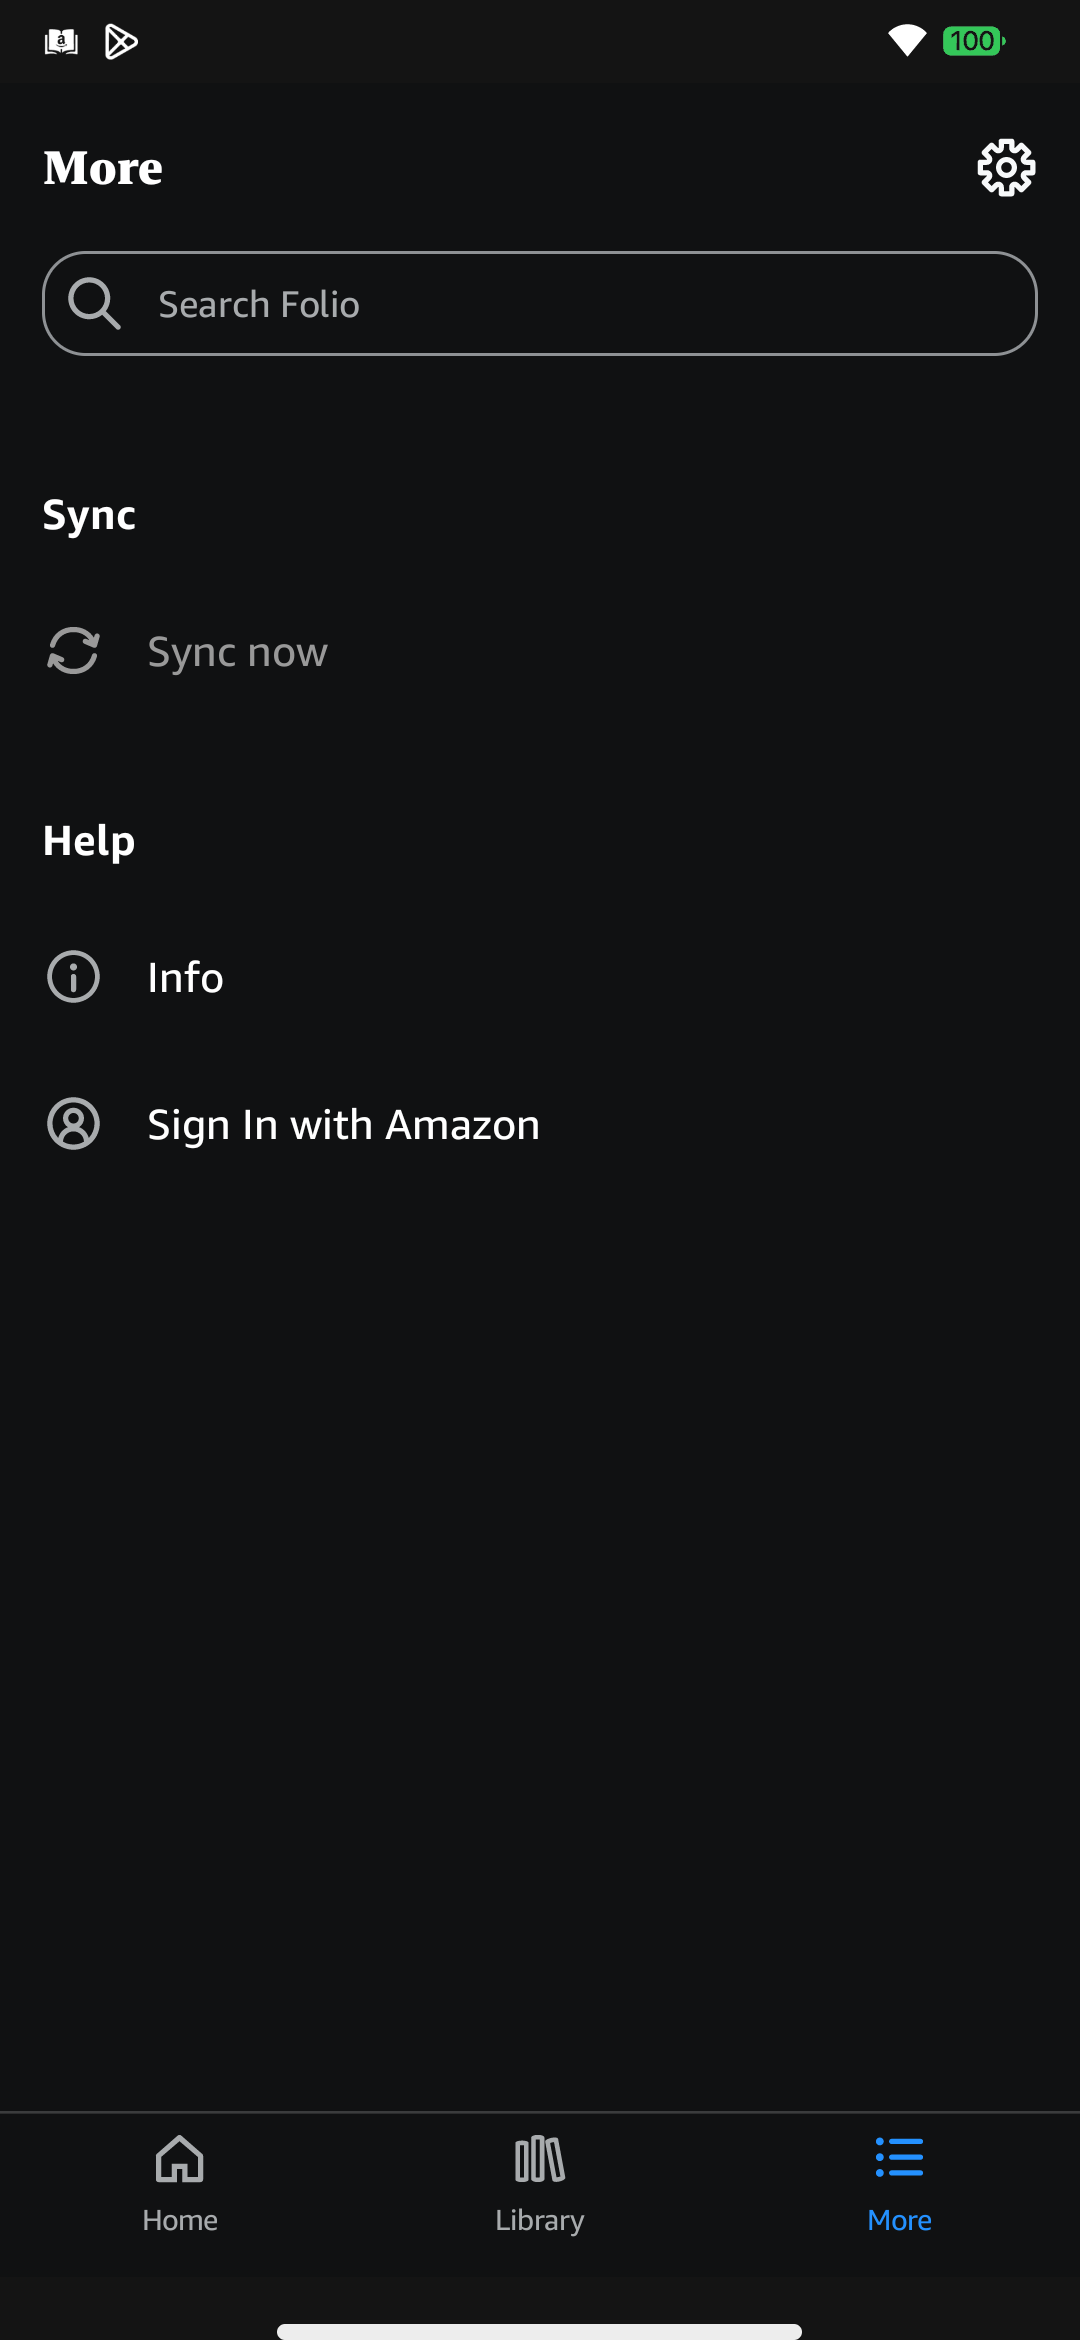 100
More
Search Folio
Sync
Sync now
Help
Info
Sign In with Amazon
Home
Library
More